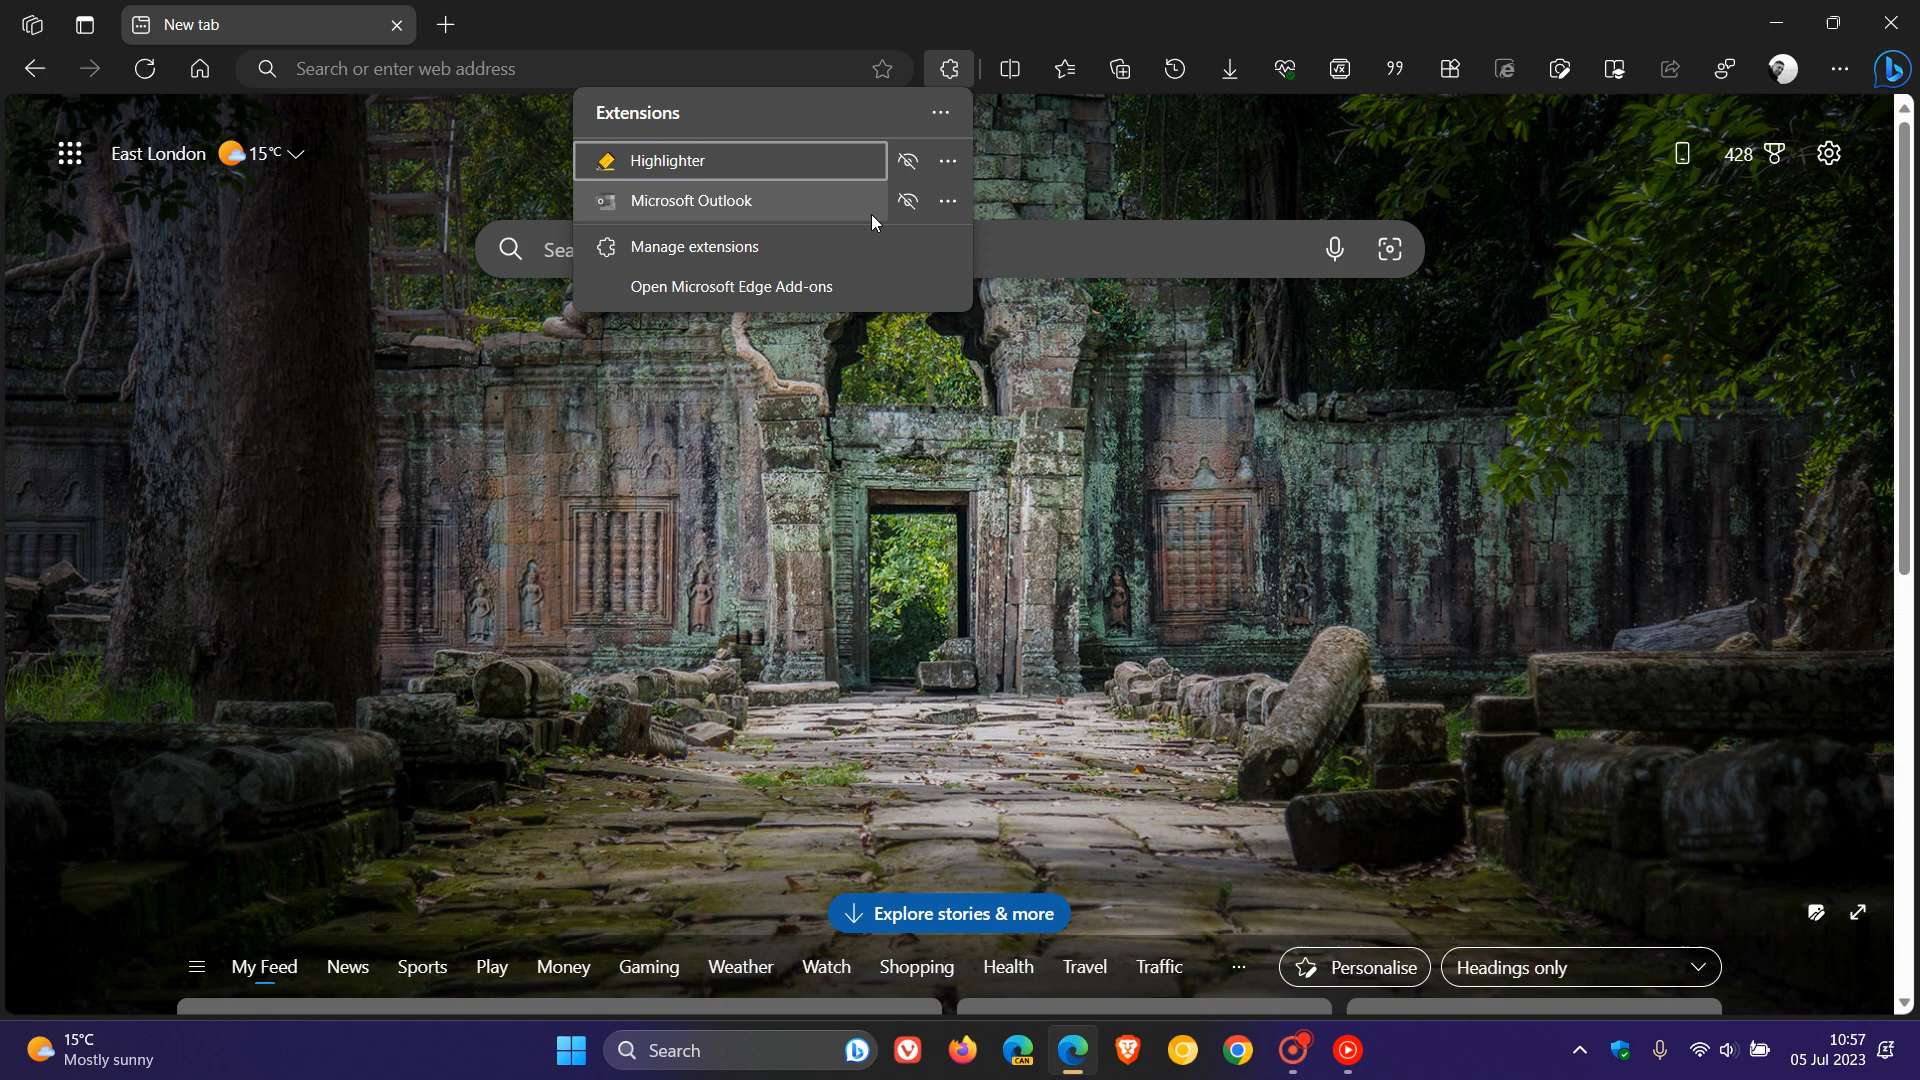 New tab
Search or enter web address
Extensions
East London 15°C
428
Highlighter
Microsoft Outlook
Sea
Manage extensions
Open Microsoft Edge Add-ons
Explore stories & more
My Feed News Sports Play Money Gaming Weather Watch Shopping Health Travel Traffic Personalise Headings only
15°C
Mostly sunny
Search
CAN
10:57
05 Jul 2023